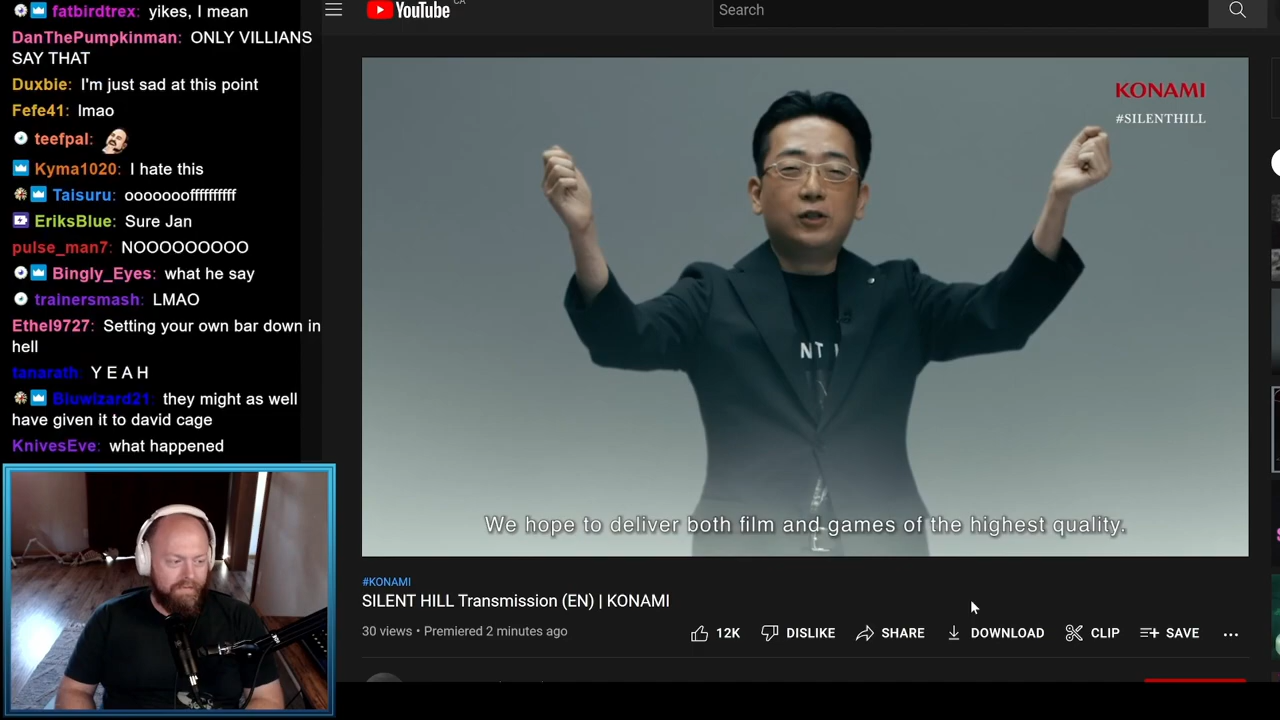 fatbirdtrex: yikes, I mean
DanThePumpkinman: ONLY VILLIANS
SAY THAT
Duxbie: I'm just sad at this point
Fefe41: lmao
teefpal:
Kyma1020: I hate this
Taisuru: ooooooofffffffffff
EriksBlue: Sure Jan
pulse_man7: NOOOOOOOOO
Bingly_Eyes: what he say
trainersmash: LMAO
Ethel9727: Setting your own bar down in
hell
tanarath: Y E A H
Bluwizard21: they might as well
have given it to david cage
KnivesEve: what happened
YouTube
CA
Search
KONAMI
#SILENTHILL
NT
We hope to deliver both film and games of the highest quality.
#KONAMI
SILENT HILL Transmission (EN) | KONAMI
30 views • Premiered 2 minutes ago
12K
DISLIKE
SHARE
DOWNLOAD
CLIP
SAVE